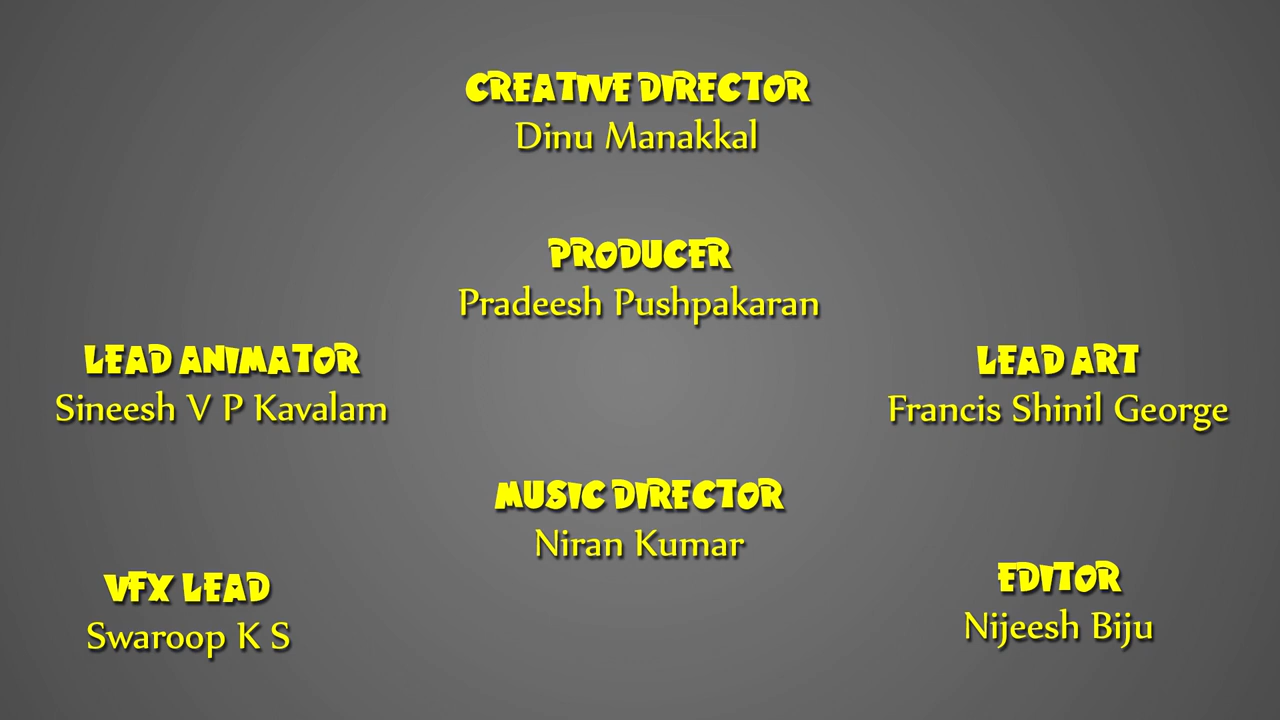 CREATIVE DIRECTOR
Dinu Manakkal
PRODUCER
Pradeesh Pushpakaran
LEAD ANIMATOR
Sineesh V P Kavalam
LEAD ART
Francis Shinil George
MUSIC DIRECTOR
Niran Kumar
VFX LEAD
Swaroop K S
EDITOR
Nijeesh Biju